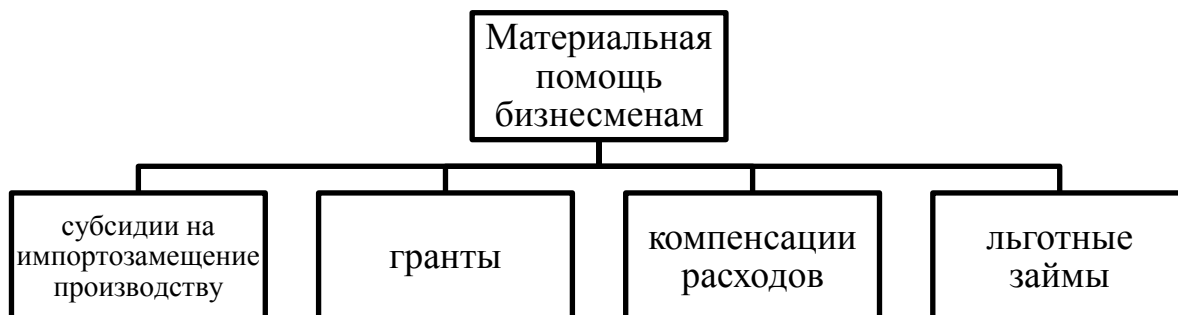 Материальная
помощь
бизнесменам
субсидии на
импортозамещение
производству
гранты
компенсации
расходов
льготные
займы